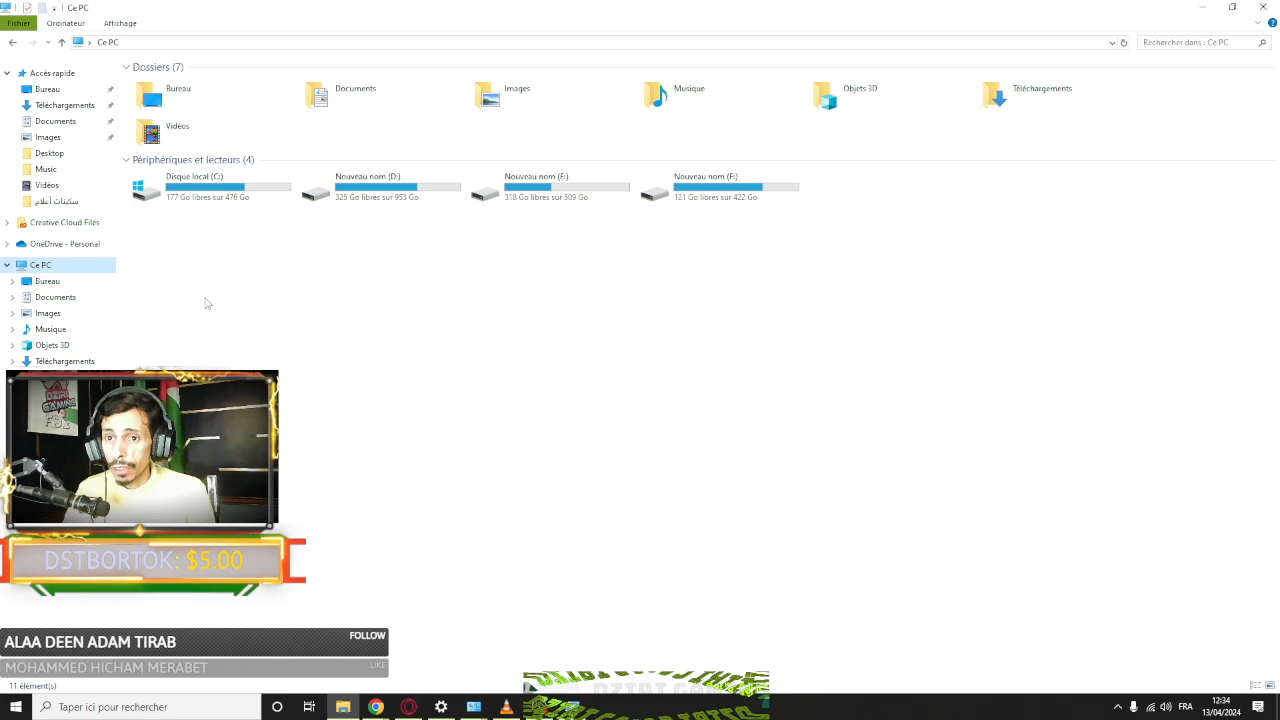 Ce PC
Fichier
Ordinateur
Affichage
Ce PC
Rechercher dans : Ce PC
Accès rapide
Bureau
Téléchargements
Documents
Images
Desktop
Music
Vidéos
سكيتات أعلام
Creative Cloud Files
OneDrive - Personal
Ce PC
Bureau
Documents
Images
Musique
Objets 3D
Téléchargements
Dossiers (7)
Bureau
Documents
Images
Musique
Objets 3D
Téléchargements
Vidéos
Périphériques et lecteurs (4)
Disque local (C:)
177 Go libres sur 476 Go
Nouveau nom (D:)
325 Go libres sur 953 Go
Nouveau nom (E:)
318 Go libres sur 509 Go
Nouveau nom (F:)
121 Go libres sur 422 Go
DZTBT GAMING
DSTBORTOK: $5.00
ALAA DEEN ADAM TIRAB
FOLLOW
MOHAMMED HICHAM MERABET
LIKE
11 élément(s)
Taper ici pour rechercher
FRA
12:34
13/04/2024